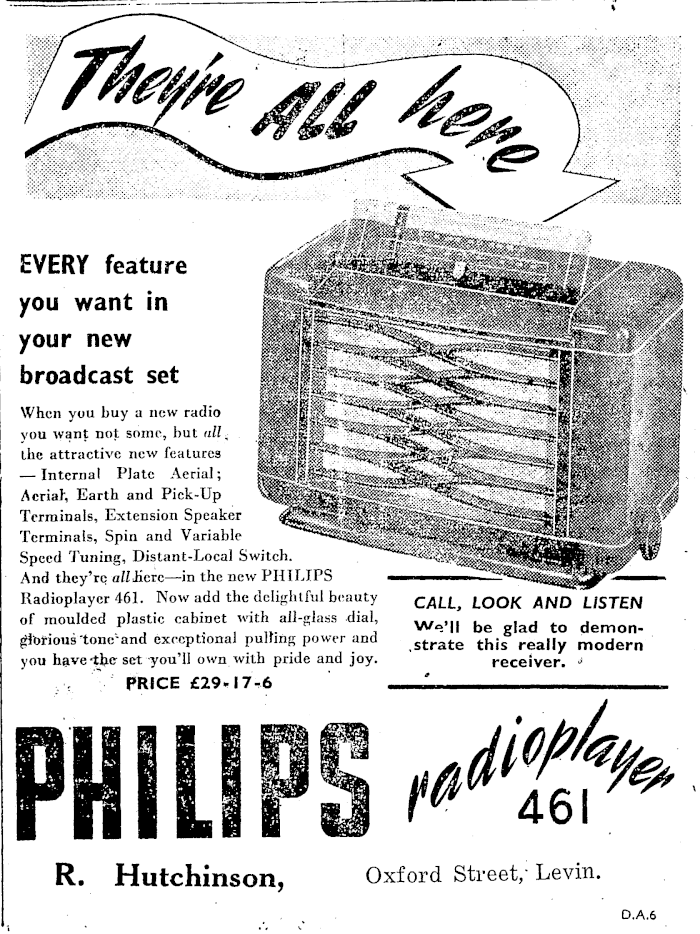 They're ALL here
EVERY feature
you want in
your new
broadcast set
When you buy a new radio
you want not some, but all,
the attractive new features
— Internal Plate Aerial;
Aerial, Earth and Pick-Up
Terminals, Extension Speaker
Terminals, Spin and Variable
Speed Tuning, Distant-Local Switch.
And they're all here—in the new PHILIPS
Radioplayer 461. Now add the delightful beauty
of moulded plastic cabinet with all-glass dial,
glorious tone and exceptional pulling power and
you have the set you'll own with pride and joy.
PRICE £29-17-6
CALL, LOOK AND LISTEN
We'll be glad to demon-
strate this really modern
receiver.
PHILIPS
radioplayer
461
R. Hutchinson, Oxford Street, Levin.
D.A.6